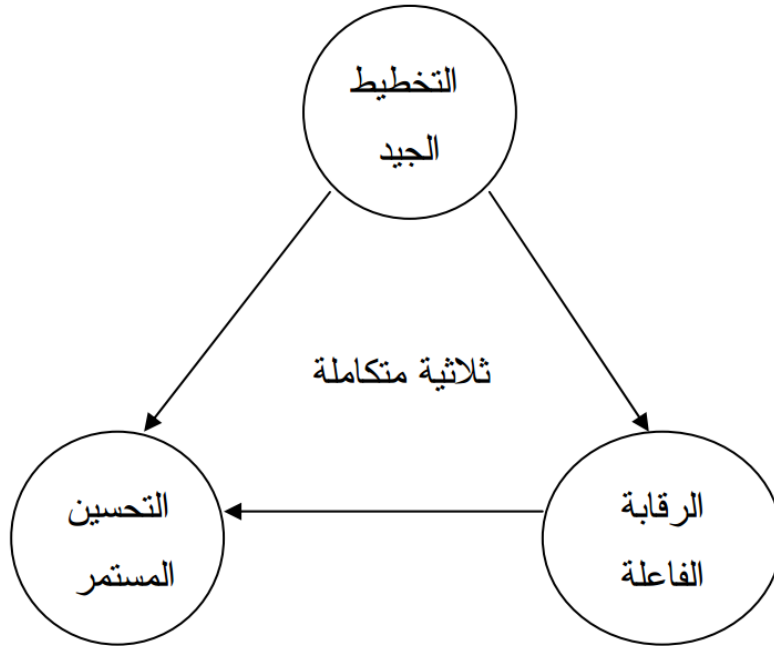 التخطيط
الجيد
ثلاثية متكاملة
الرقابة
الفاعلة
التحسين
المستمر